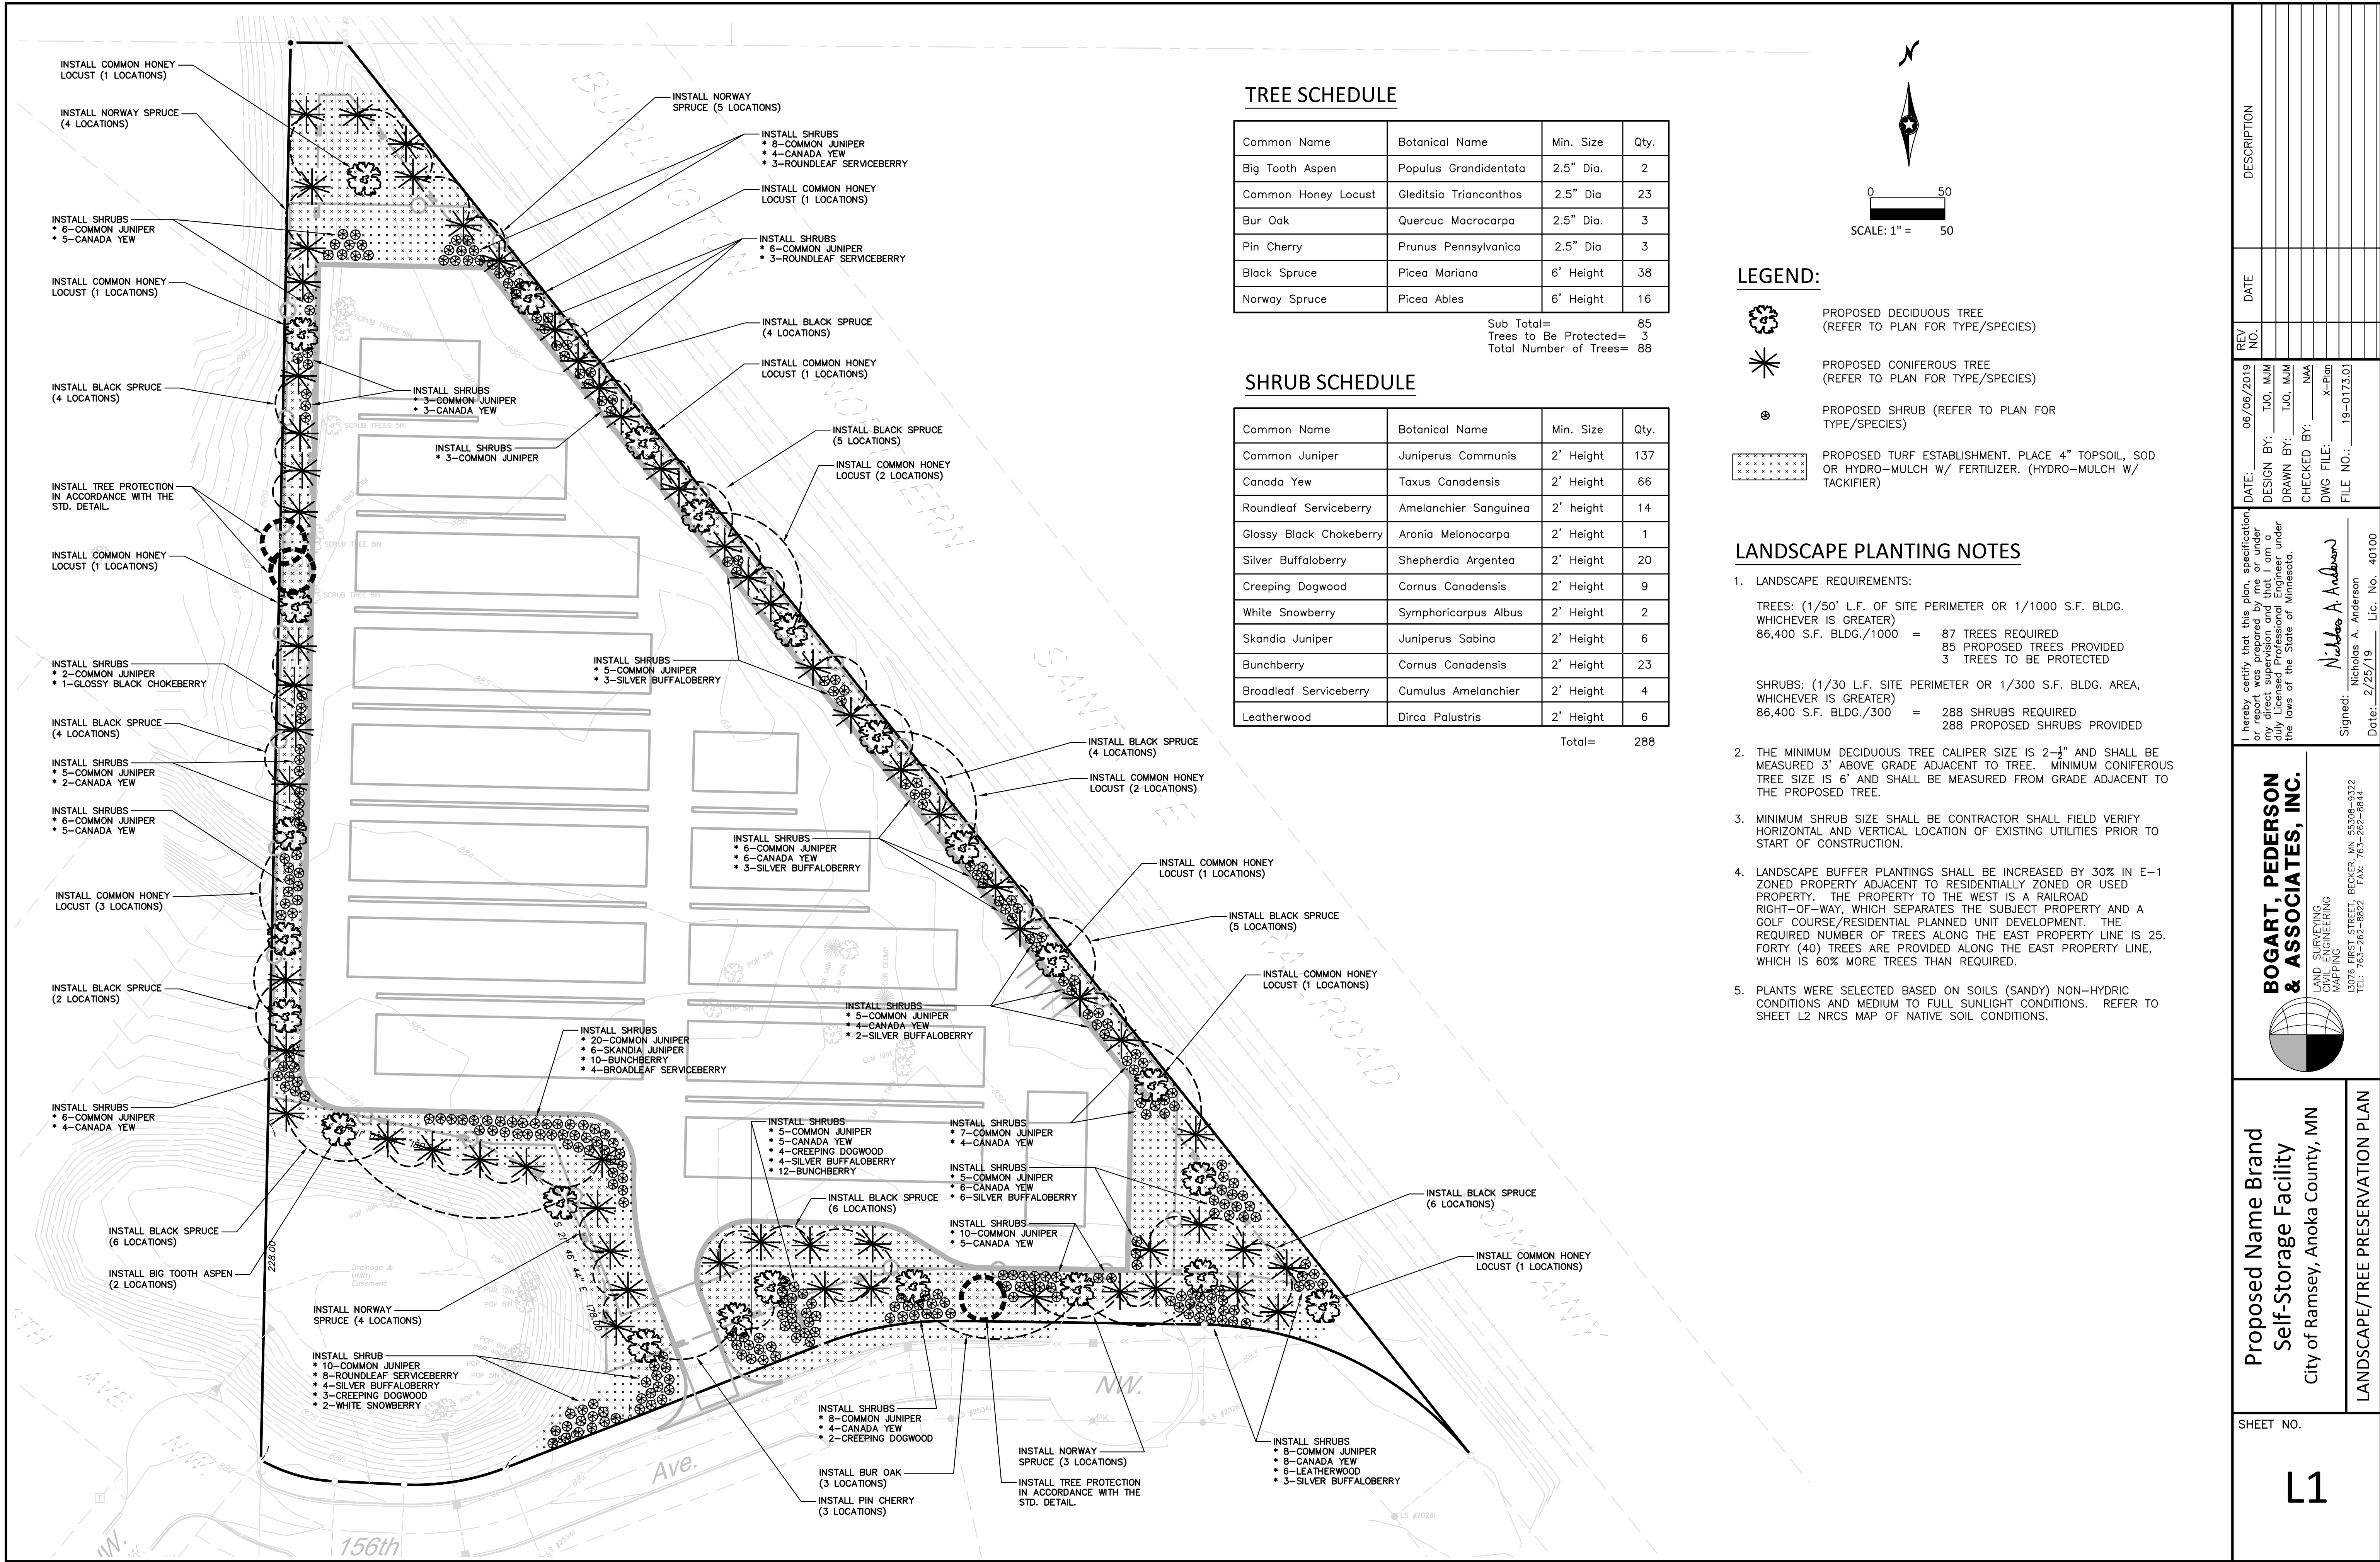 INSTALL COMMON HONEY
LOCUST (1 LOCATIONS)
INSTALL NORWAY SPRUCE
(4 LOCATIONS)
INSTALL SHRUBS
* 6-COMMON JUNIPER
* 5-CANADA YEW
INSTALL COMMON HONEY
LOCUST (1 LOCATIONS)
INSTALL BLACK SPRUCE
(4 LOCATIONS)
INSTALL TREE PROTECTION
IN ACCORDANCE WITH THE
STD. DETAIL.
INSTALL COMMON HONEY
LOCUST (1 LOCATIONS)
INSTALL SHRUBS
* 2-COMMON JUNIPER
* 1-GLOSSY BLACK CHOKEBERRY
INSTALL BLACK SPRUCE
(4 LOCATIONS)
INSTALL SHRUBS
* 5-COMMON JUNIPER
* 2-CANADA YEW
INSTALL SHRUBS
* 6-COMMON JUNIPER
* 5-CANADA YEW
INSTALL COMMON HONEY
LOCUST (3 LOCATIONS)
INSTALL BLACK SPRUCE
(2 LOCATIONS)
INSTALL SHRUBS
* 6-COMMON JUNIPER
* 4-CANADA YEW
INSTALL BLACK SPRUCE
(6 LOCATIONS)
INSTALL BIG TOOTH ASPEN
(2 LOCATIONS)
INSTALL NORWAY
SPRUCE (4 LOCATIONS)
INSTALL SHRUB
* 10-COMMON JUNIPER
* 8-ROUNDLEAF SERVICEBERRY
* 4-SILVER BUFFALOBERRY
* 3-CREEPING DOGWOOD
* 2-WHITE SNOWBERRY
INSTALL NORWAY
SPRUCE (5 LOCATIONS)
INSTALL SHRUBS
* 8-COMMON JUNIPER
* 4-CANADA YEW
* 3-ROUNDLEAF SERVICEBERRY
INSTALL COMMON HONEY
LOCUST (1 LOCATIONS)
INSTALL SHRUBS
* 6-COMMON JUNIPER
* 3-ROUNDLEAF SERVICEBERRY
INSTALL BLACK SPRUCE
(4 LOCATIONS)
INSTALL COMMON HONEY
LOCUST (1 LOCATIONS)
INSTALL SHRUBS
* 3-COMMON JUNIPER
* 3-CANADA YEW
INSTALL SHRUBS
* 3-COMMON JUNIPER
INSTALL BLACK SPRUCE
(5 LOCATIONS)
INSTALL COMMON HONEY
LOCUST (2 LOCATIONS)
INSTALL SHRUBS
* 5-COMMON JUNIPER
* 3-SILVER BUFFALOBERRY
INSTALL BLACK SPRUCE
(4 LOCATIONS)
INSTALL COMMON HONEY
LOCUST (2 LOCATIONS)
INSTALL SHRUBS
* 6-COMMON JUNIPER
* 6-CANADA YEW
* 3-SILVER BUFFALOBERRY
INSTALL COMMON HONEY
LOCUST (1 LOCATIONS)
INSTALL BLACK SPRUCE
(5 LOCATIONS)
INSTALL COMMON HONEY
LOCUST (1 LOCATIONS)
INSTALL SHRUBS
* 5-COMMON JUNIPER
* 4-CANADA YEW
* 2-SILVER BUFFALOBERRY
INSTALL SHRUBS
* 20-COMMON JUNIPER
* 6-SKANDIA JUNIPER
* 10-BUNCHBERRY
* 4-BROADLEAF SERVICEBERRY
INSTALL SHRUBS
* 5-COMMON JUNIPER
* 5-CANADA YEW
* 4-CREEPING DOGWOOD
* 4-SILVER BUFFALOBERRY
* 12-BUNCHBERRY
INSTALL SHRUBS
* 7-COMMON JUNIPER
* 4-CANADA YEW
INSTALL SHRUBS
* 5-COMMON JUNIPER
* 6-CANADA YEW
* 6-SILVER BUFFALOBERRY
INSTALL BLACK SPRUCE
(6 LOCATIONS)
INSTALL SHRUBS
* 10-COMMON JUNIPER
* 5-CANADA YEW
INSTALL BLACK SPRUCE
(6 LOCATIONS)
INSTALL COMMON HONEY
LOCUST (1 LOCATIONS)
INSTALL SHRUBS
* 8-COMMON JUNIPER
* 4-CANADA YEW
* 2-CREEPING DOGWOOD
INSTALL BUR OAK
(3 LOCATIONS)
INSTALL PIN CHERRY
(3 LOCATIONS)
INSTALL NORWAY
SPRUCE (3 LOCATIONS)
INSTALL TREE PROTECTION
IN ACCORDANCE WITH THE
STD. DETAIL.
INSTALL SHRUBS
* 8-COMMON JUNIPER
* 8-CANADA YEW
* 6-LEATHERWOOD
* 3-SILVER BUFFALOBERRY
BURLINGTON NORTHERN SANTA FE RAILROAD COMPANY
SCRUB TREES 5IN
SCRUB TREES 5IN
SCRUB TREE 8IN
SCRUB TREE 8IN
POP 5IN
POP 5IN
ELM 12IN
CDR CLUMP
POP 16IN
POP 12IN
POP 8IN
Drainage &
Utility
Easement
228.00
S 21° 46' 44" E 178.00
156th
Ave.
NW.
LS #20281
TREE SCHEDULE
Common Name Botanical Name Min. Size Qty.
Big Tooth Aspen Populus Grandidentata 2.5" Dia. 2
Common Honey Locust Gleditsia Triancanthos 2.5" Dia 23
Bur Oak Quercuc Macrocarpa 2.5" Dia. 3
Pin Cherry Prunus Pennsylvanica 2.5" Dia 3
Black Spruce Picea Mariana 6' Height 38
Norway Spruce Picea Ables 6' Height 16
Sub Total= 85
Trees to Be Protected= 3
Total Number of Trees= 88
SHRUB SCHEDULE
Common Name Botanical Name Min. Size Qty.
Common Juniper Juniperus Communis 2' Height 137
Canada Yew Taxus Canadensis 2' Height 66
Roundleaf Serviceberry Amelanchier Sanguinea 2' height 14
Glossy Black Chokeberry Aronia Melonocarpa 2' Height 1
Silver Buffaloberry Shepherdia Argentea 2' Height 20
Creeping Dogwood Cornus Canadensis 2' Height 9
White Snowberry Symphoricarpus Albus 2' Height 2
Skandia Juniper Juniperus Sabina 2' Height 6
Bunchberry Cornus Canadensis 2' Height 23
Broadleaf Serviceberry Cumulus Amelanchier 2' Height 4
Leatherwood Dirca Palustris 2' Height 6
Total= 288
N
0 50
SCALE: 1" = 50
LEGEND:
PROPOSED DECIDUOUS TREE
(REFER TO PLAN FOR TYPE/SPECIES)
PROPOSED CONIFEROUS TREE
(REFER TO PLAN FOR TYPE/SPECIES)
PROPOSED SHRUB (REFER TO PLAN FOR
TYPE/SPECIES)
PROPOSED TURF ESTABLISHMENT. PLACE 4" TOPSOIL, SOD
OR HYDRO-MULCH W/ FERTILIZER. (HYDRO-MULCH W/
TACKIFIER)
LANDSCAPE PLANTING NOTES
1. LANDSCAPE REQUIREMENTS:
TREES: (1/50' L.F. OF SITE PERIMETER OR 1/1000 S.F. BLDG.
WHICHEVER IS GREATER)
86,400 S.F. BLDG./1000 = 87 TREES REQUIRED
85 PROPOSED TREES PROVIDED
3 TREES TO BE PROTECTED
SHRUBS: (1/30 L.F. SITE PERIMETER OR 1/300 S.F. BLDG. AREA,
WHICHEVER IS GREATER)
86,400 S.F. BLDG./300 = 288 SHRUBS REQUIRED
288 PROPOSED SHRUBS PROVIDED
2. THE MINIMUM DECIDUOUS TREE CALIPER SIZE IS 2-½" AND SHALL BE
MEASURED 3' ABOVE GRADE ADJACENT TO TREE. MINIMUM CONIFEROUS
TREE SIZE IS 6' AND SHALL BE MEASURED FROM GRADE ADJACENT TO
THE PROPOSED TREE.
3. MINIMUM SHRUB SIZE SHALL BE CONTRACTOR SHALL FIELD VERIFY
HORIZONTAL AND VERTICAL LOCATION OF EXISTING UTILITIES PRIOR TO
START OF CONSTRUCTION.
4. LANDSCAPE BUFFER PLANTINGS SHALL BE INCREASED BY 30% IN E-1
ZONED PROPERTY ADJACENT TO RESIDENTIALLY ZONED OR USED
PROPERTY. THE PROPERTY TO THE WEST IS A RAILROAD
RIGHT-OF-WAY, WHICH SEPARATES THE SUBJECT PROPERTY AND A
GOLF COURSE/RESIDENTIAL PLANNED UNIT DEVELOPMENT. THE
REQUIRED NUMBER OF TREES ALONG THE EAST PROPERTY LINE IS 25.
FORTY (40) TREES ARE PROVIDED ALONG THE EAST PROPERTY LINE,
WHICH IS 60% MORE TREES THAN REQUIRED.
5. PLANTS WERE SELECTED BASED ON SOILS (SANDY) NON-HYDRIC
CONDITIONS AND MEDIUM TO FULL SUNLIGHT CONDITIONS. REFER TO
SHEET L2 NRCS MAP OF NATIVE SOIL CONDITIONS.
REV NO. DATE DESCRIPTION
DATE: 06/06/2019
DESIGN BY: TJO, MJM
DRAWN BY: TJO, MJM
CHECKED BY: NAA
DWG FILE: x-Plan
FILE NO.: 119-0173.01
I hereby certify that this plan, specification,
or report was prepared by me or under
my direct supervision and that I am a
duly Licensed Professional Engineer under
the laws of the State of Minnesota.
Signed: Nicholas A. Anderson
Nicholas A. Anderson
Date: 2/25/19 Lic. No. 40100
BOGART, PEDERSON
& ASSOCIATES, INC.
LAND SURVEYING
CIVIL ENGINEERING
MAPPING
13076 FIRST STREET, BECKER, MN 55308-9322
TEL: 763-262-8822 FAX: 763-262-8844
Proposed Name Brand
Self-Storage Facility
City of Ramsey, Anoka County, MN
LANDSCAPE/TREE PRESERVATION PLAN
SHEET NO.
L1